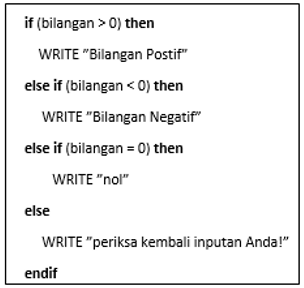 if (bilangan > 0) then
WRITE ”Bilangan Postif”
else if (bilangan < 0) then
WRITE ”Bilangan Negatif”
else if (bilangan = 0) then
WRITE ”nol”
else
WRITE ”periksa kembali inputan Anda!”
endif